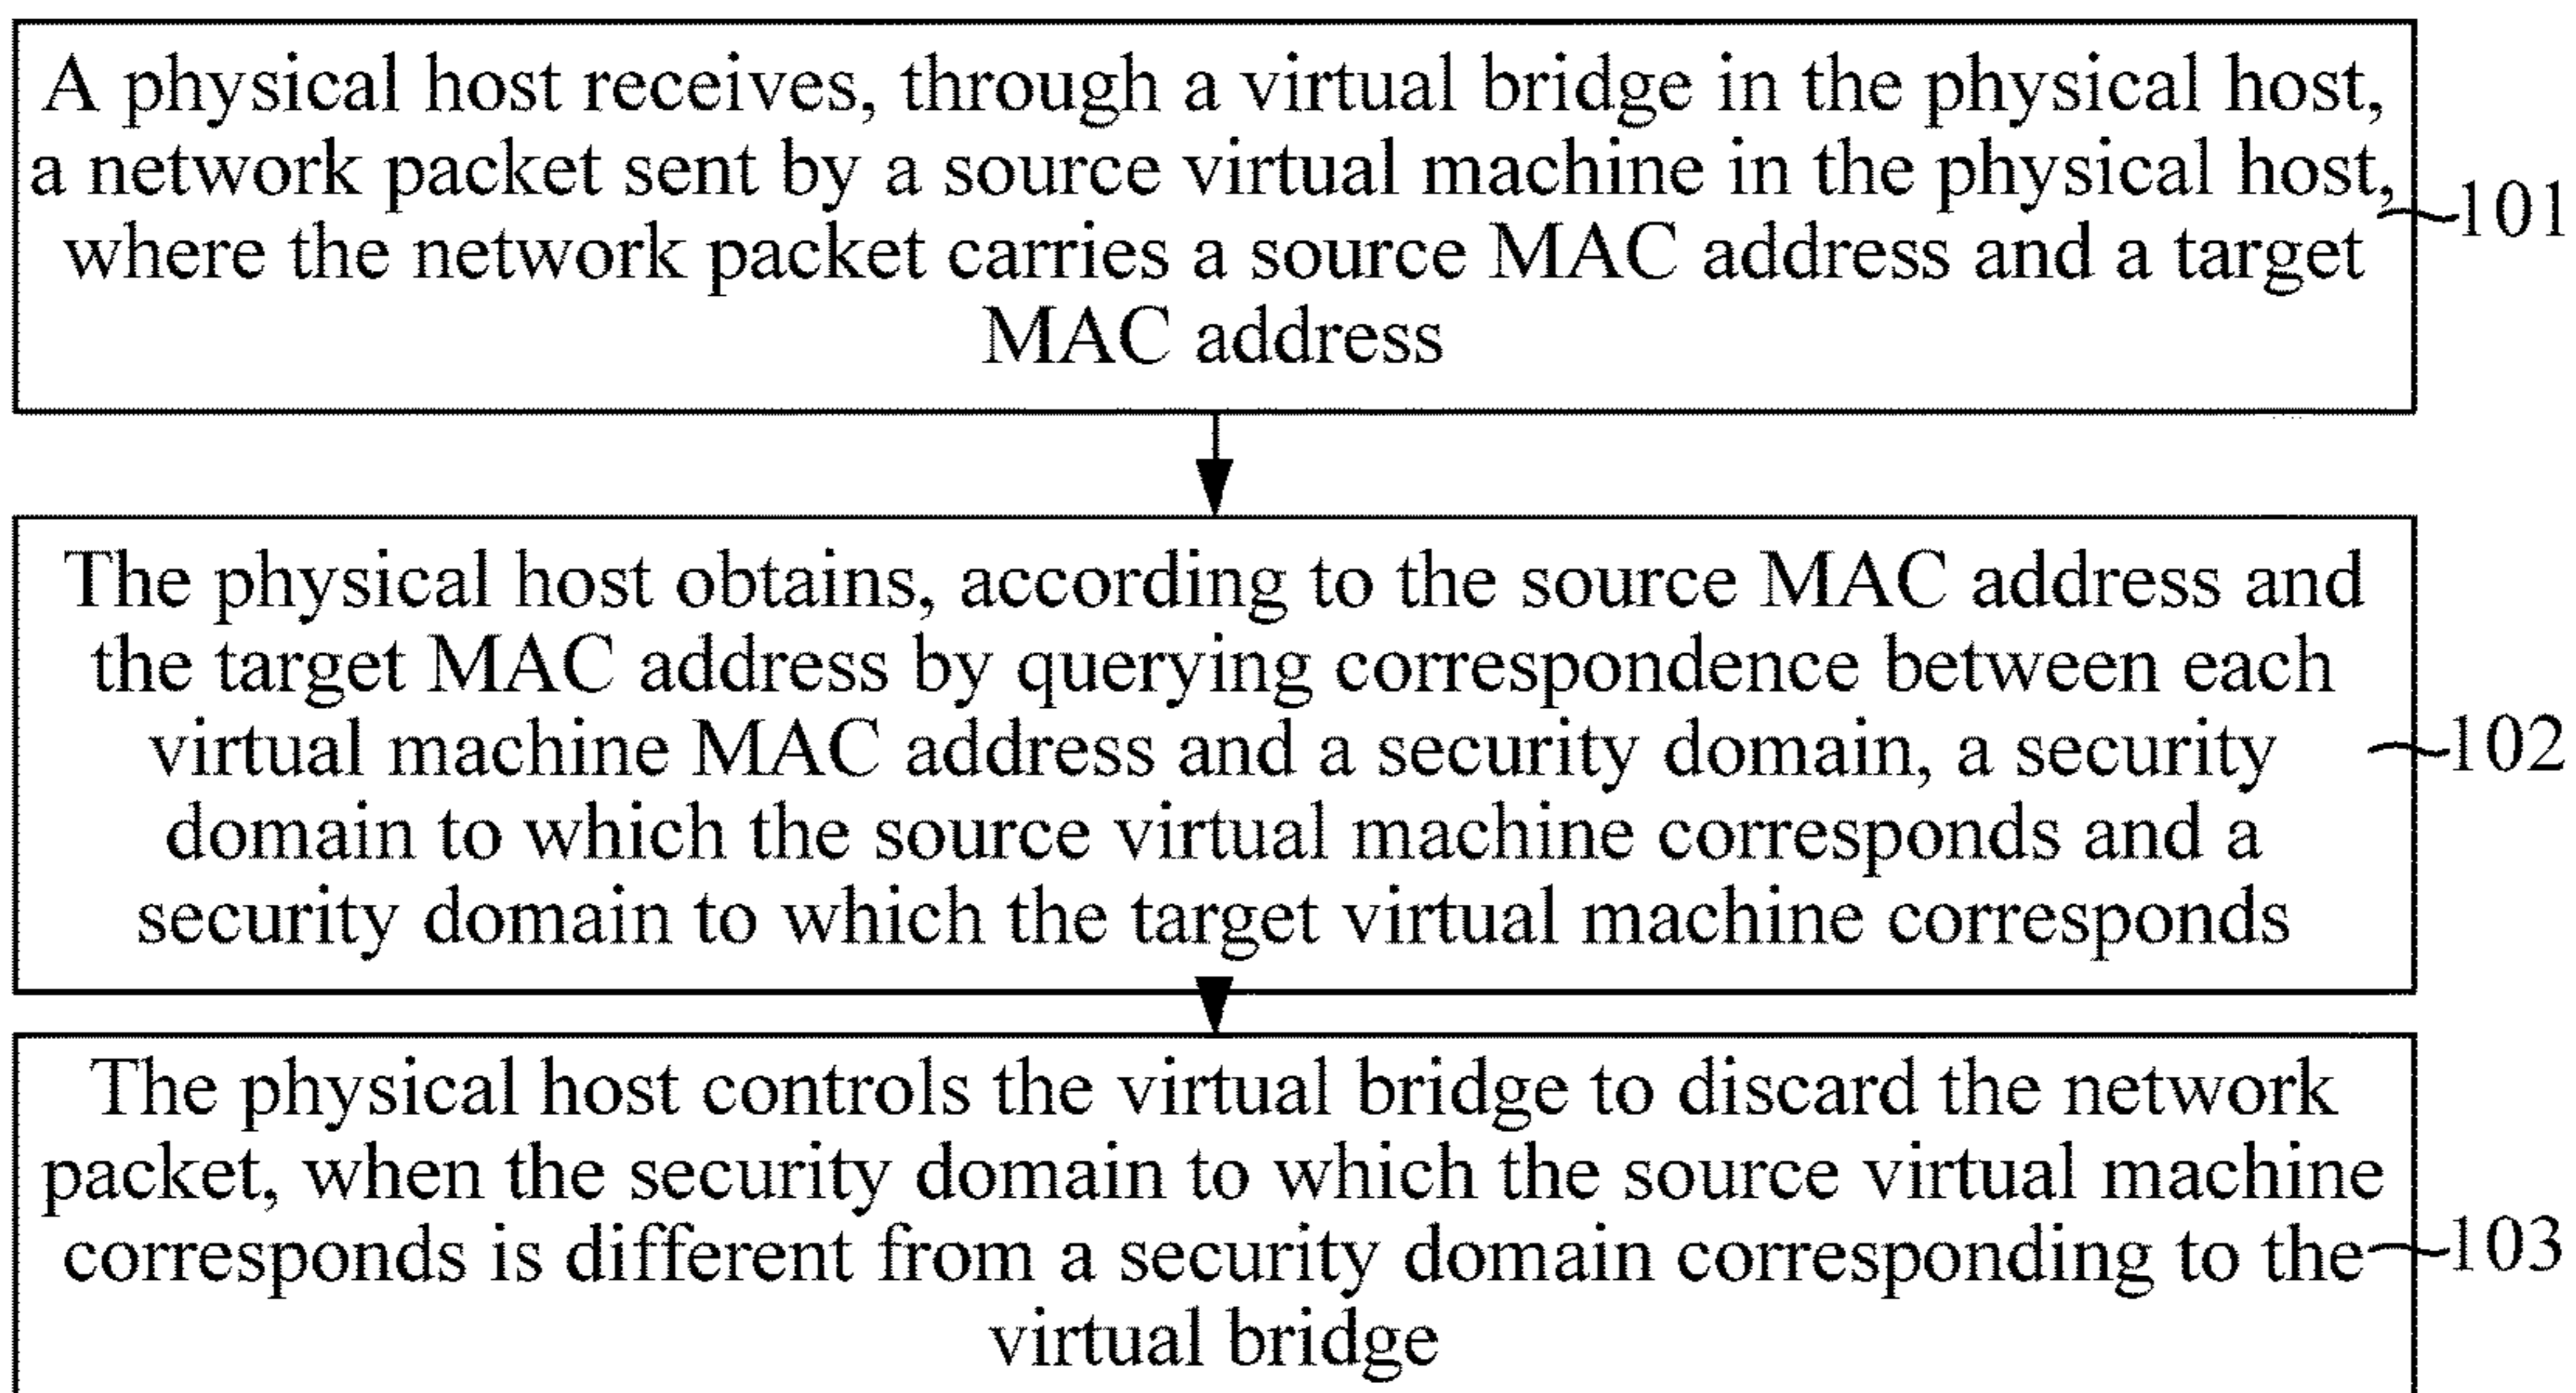 A physical host receives, through a virtual bridge in the physical host,
a network packet sent by a source virtual machine in the physical host,
where the network packet carries a source MAC address and a target
MAC address
101
The physical host obtains, according to the source MAC address and
the target MAC address by querying correspondence between each
virtual machine MAC address and a security domain, a security
domain to which the source virtual machine corresponds and a
security domain to which the target virtual machine corresponds
102
The physical host controls the virtual bridge to discard the network
packet, when the security domain to which the source virtual machine
corresponds is different from a security domain corresponding to the
virtual bridge
103